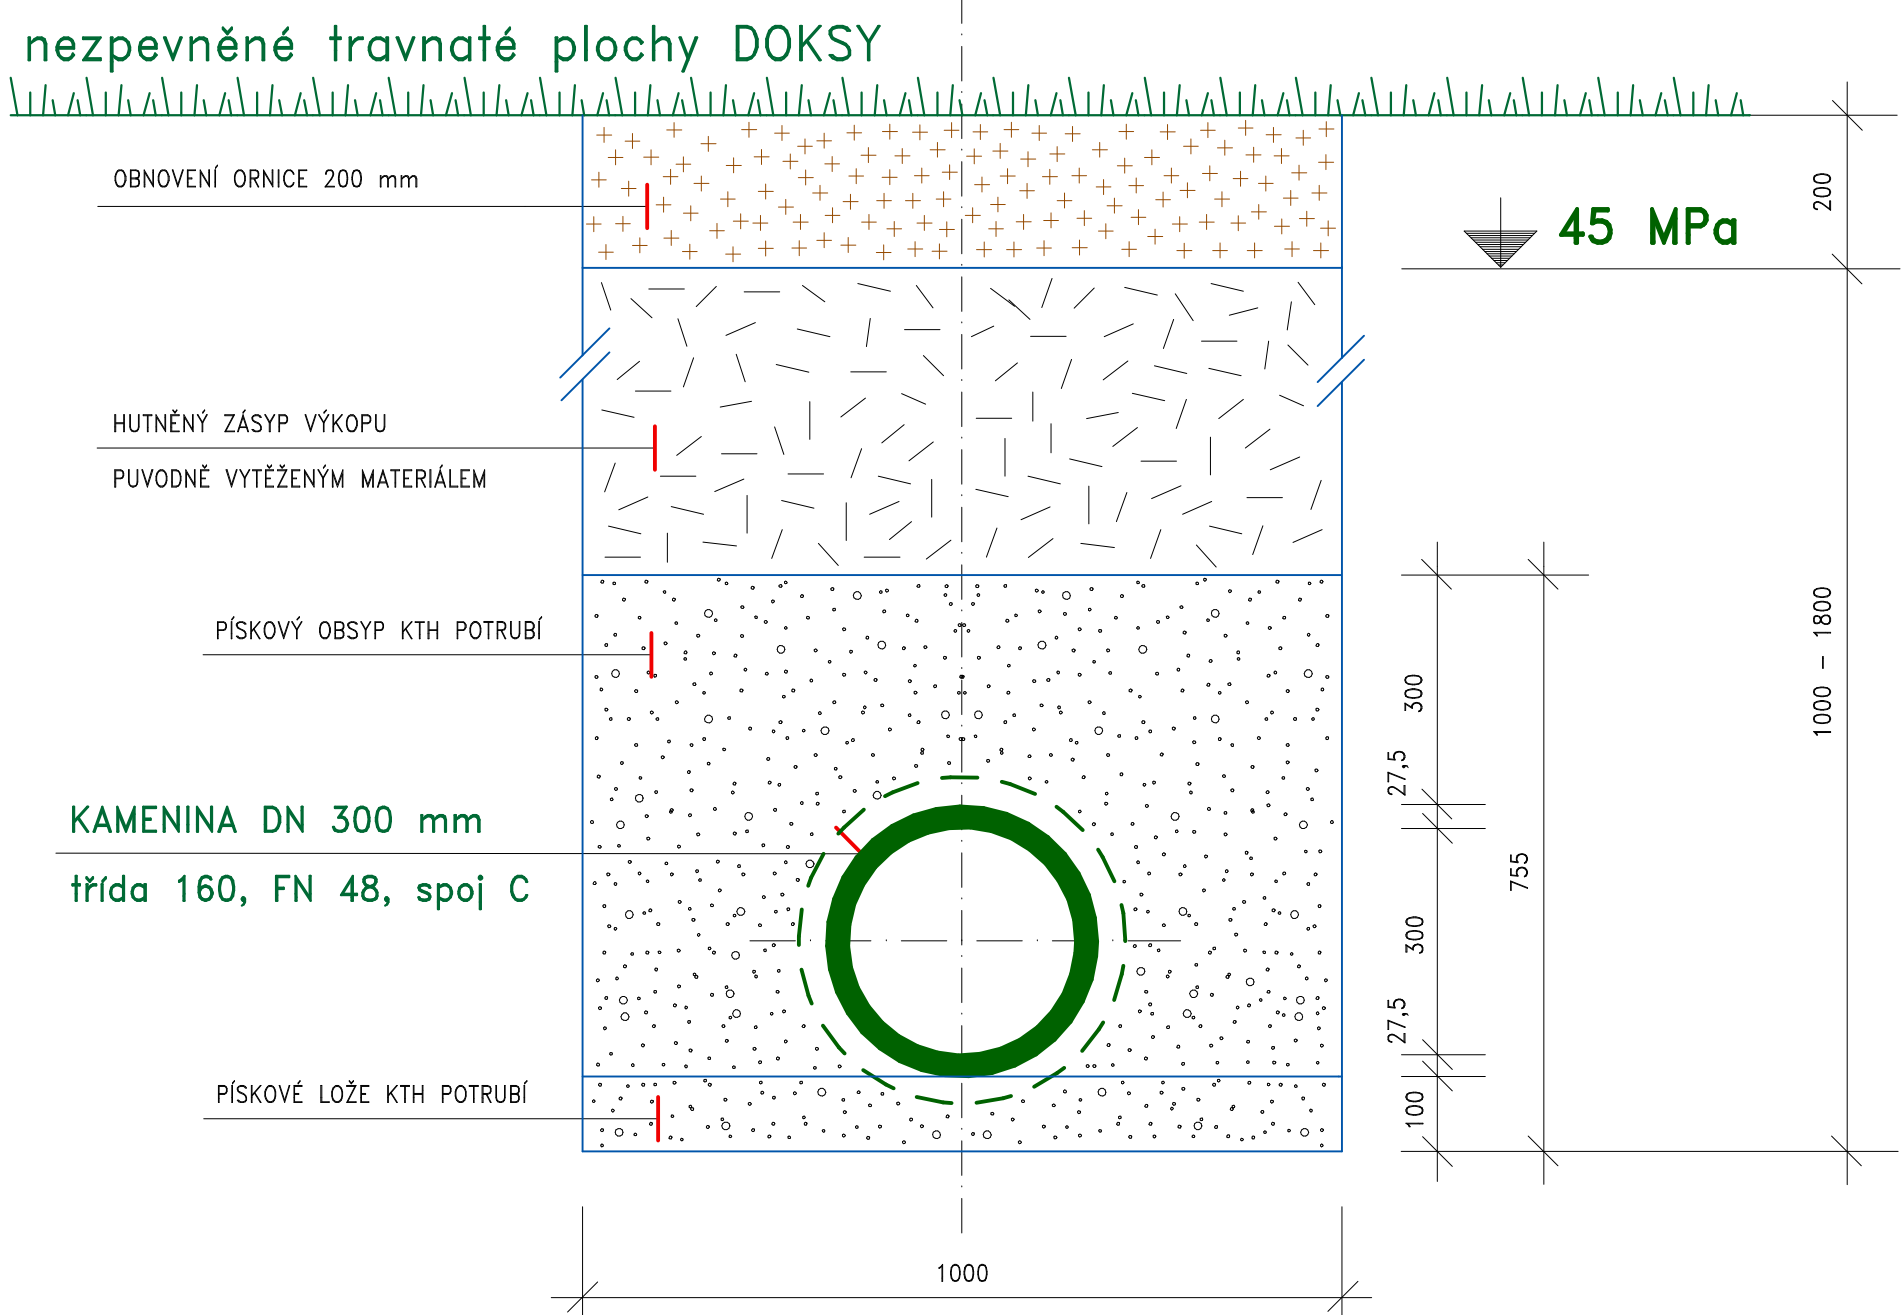 nezpevněné travnaté plochy DOKSY
OBNOVENÍ ORNICE 200 mm
200
45 MPa
HUTNĚNÝ ZÁSYP VÝKOPU
PUVODNĚ VYTĚŽENÝM MATERIÁLEM
PÍSKOVÝ OBSYP KTH POTRUBÍ
1000 – 1800
300
27,5
KAMENINA DN 300 mm
třída 160, FN 48, spoj C
755
300
27,5
PÍSKOVÉ LOŽE KTH POTRUBÍ
100
1000